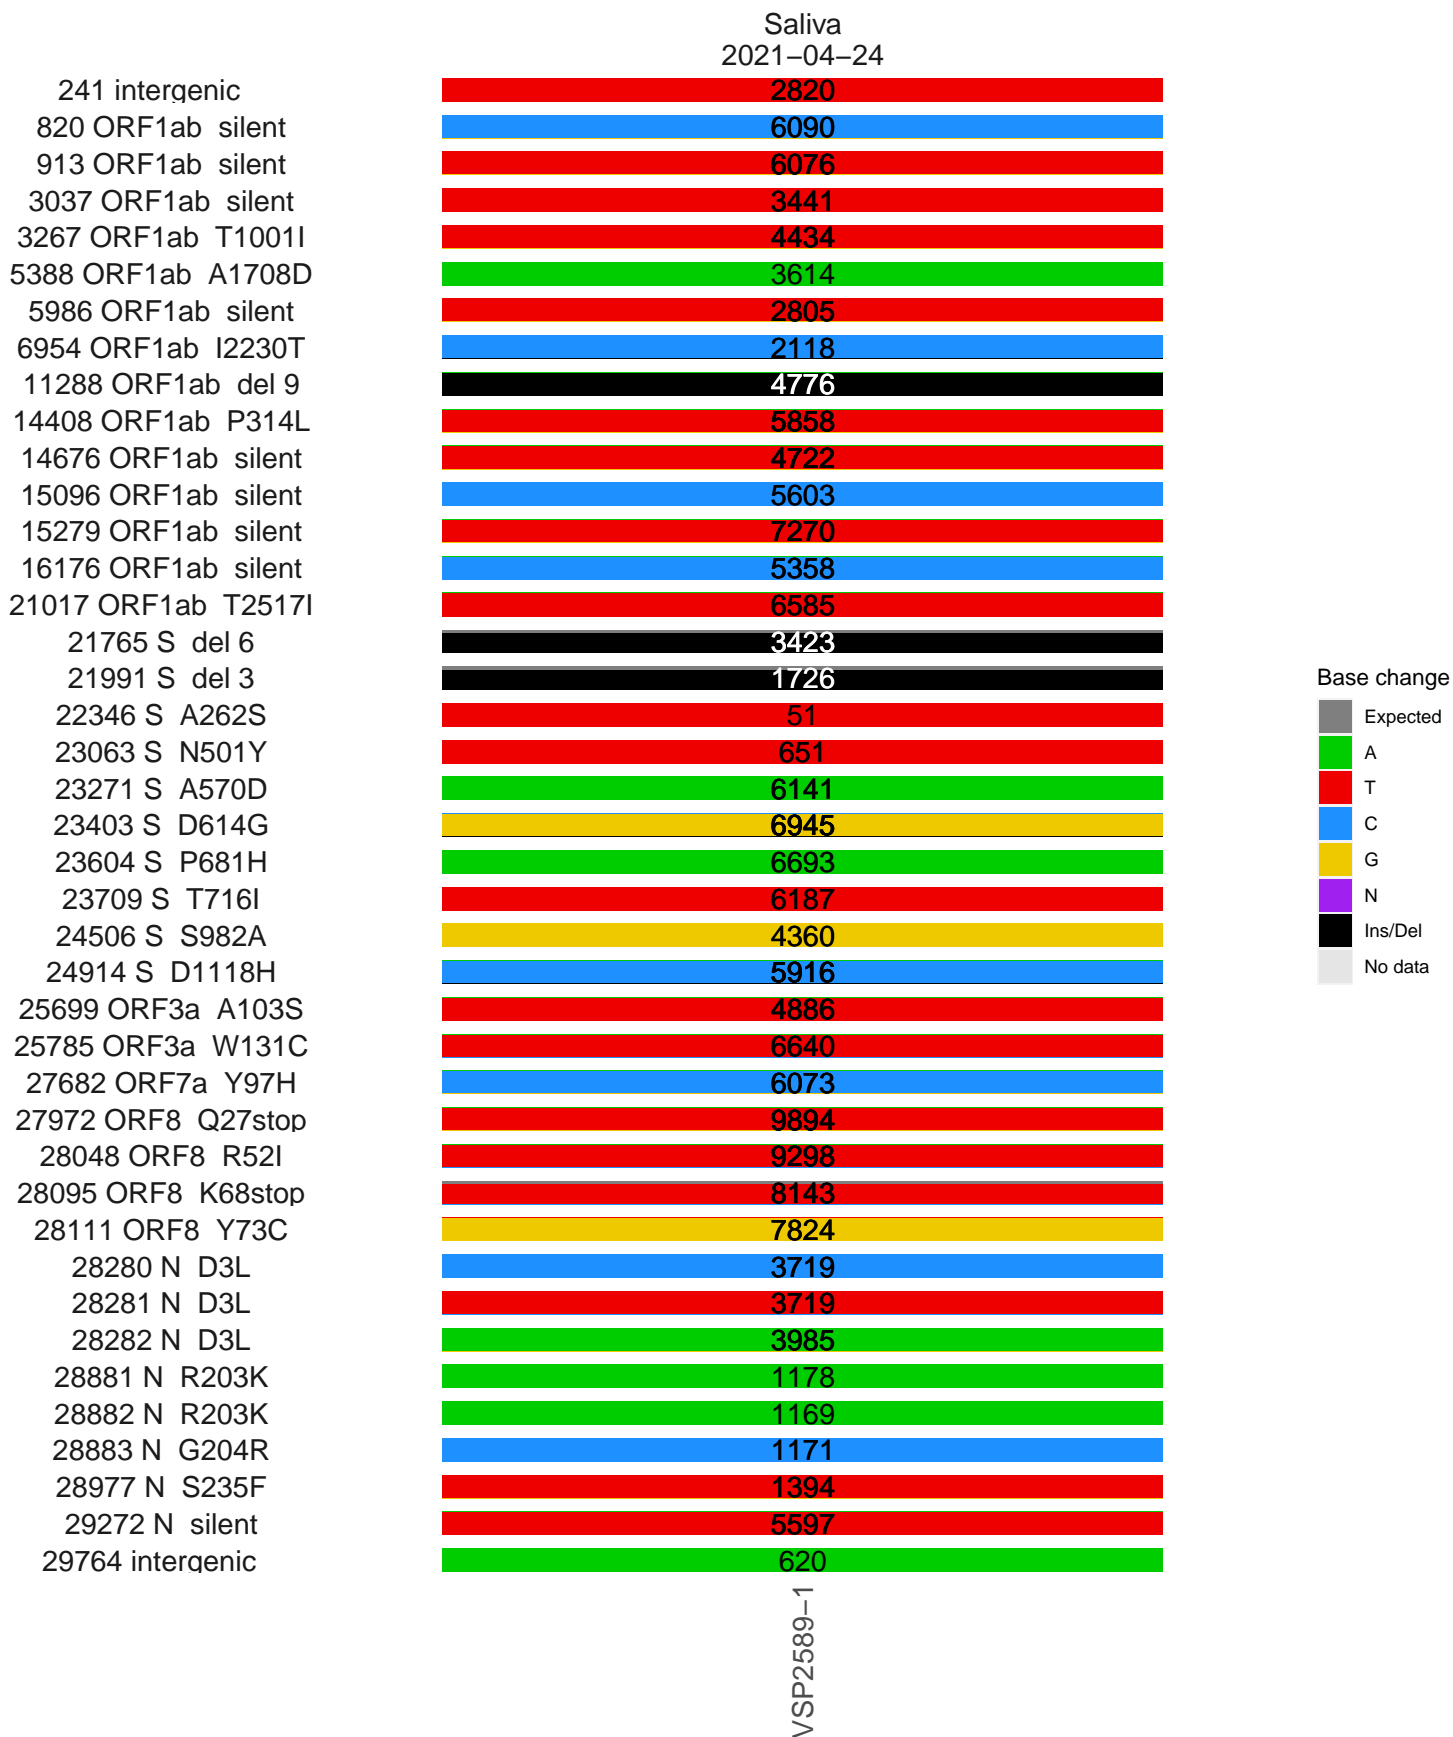 Saliva
2021−04−24
241 intergenic 2820
820 ORF1ab silent 6090
913 ORF1ab silent 6076
3037 ORF1ab silent 3441
3267 ORF1ab T1001I 4434
5388 ORF1ab A1708D 3614
5986 ORF1ab silent 2805
6954 ORF1ab I2230T 2118
11288 ORF1ab del 9 4776
14408 ORF1ab P314L 5858
14676 ORF1ab silent 4722
15096 ORF1ab silent 5603
15279 ORF1ab silent 7270
16176 ORF1ab silent 5358
21017 ORF1ab T2517I 6585
21765 S del 6 3423
21991 S del 3 1726
22346 S A262S 51
23063 S N501Y 651
23271 S A570D 6141
23403 S D614G 6945
23604 S P681H 6693
23709 S T716I 6187
24506 S S982A 4360
24914 S D1118H 5916
25699 ORF3a A103S 4886
25785 ORF3a W131C 6640
27682 ORF7a Y97H 6073
27972 ORF8 Q27stop 9894
28048 ORF8 R52I 9298
28095 ORF8 K68stop 8143
28111 ORF8 Y73C 7824
28280 N D3L 3719
28281 N D3L 3719
28282 N D3L 3985
28881 N R203K 1178
28882 N R203K 1169
28883 N G204R 1171
28977 N S235F 1394
29272 N silent 5597
29764 intergenic 620
VSP2589−1
Base change
Expected
A
T
C
G
N
Ins/Del
No data